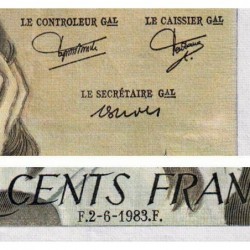 LE CONTROLEUR GAL LE CAISSIER GAL
LE SECRÉTAIRE GAL
CENTS FRAN
F.2-6-1983.F.